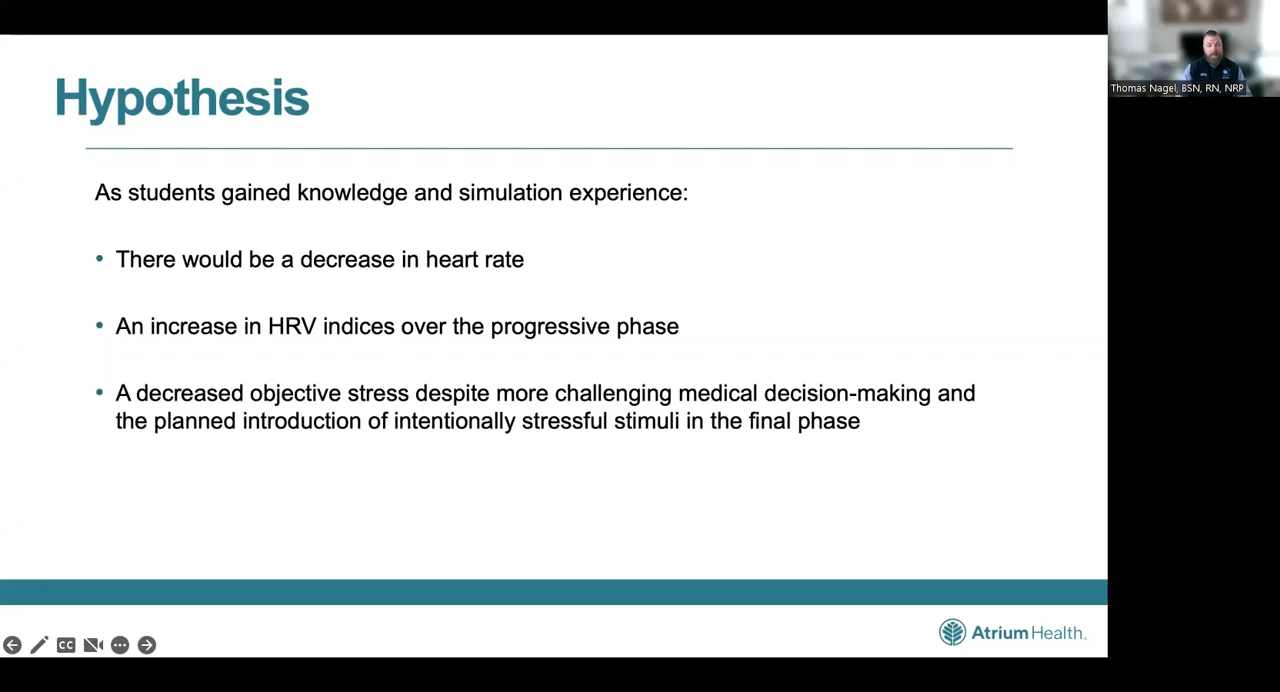 Hypothesis
As students gained knowledge and simulation experience:
• There would be a decrease in heart rate
• An increase in HRV indices over the progressive phase
• A decreased objective stress despite more challenging medical decision-making and
the planned introduction of intentionally stressful stimuli in the final phase
Thomas Nagel, BSN, RN, NRP
CC
Atrium Health